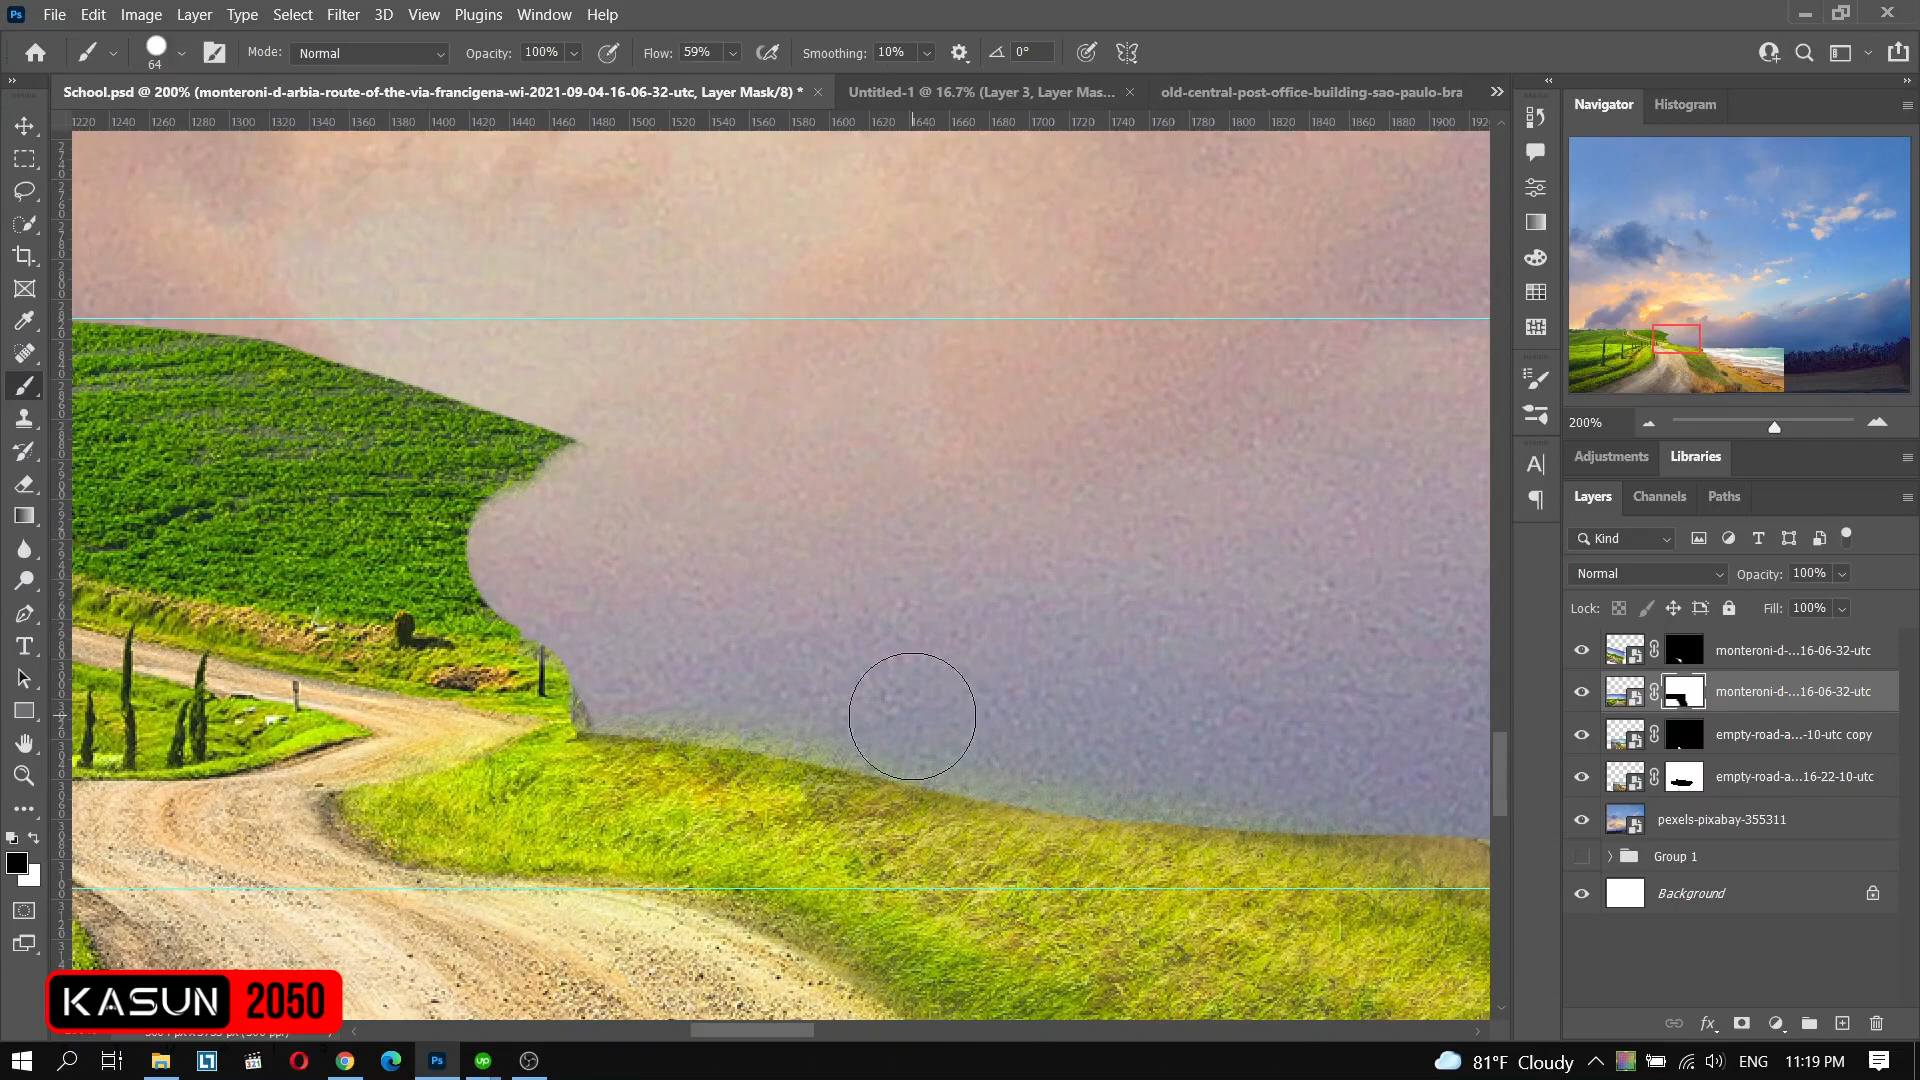 Ps File Edit Image Layer Type Select Filter 3D View Plugins Window Help
64 Mode: Normal Opacity: 100% Flow: 59% Smoothing: 10% 0°
School.psd @ 200% (monteroni-d-arbia-route-of-the-via-francigena-wi-2021-09-04-16-06-32-utc, Layer Mask/8) * Untitled-1 @ 16.7% (Layer 3, Layer Mas... old-central-post-office-building-sao-paulo-bra
1220 1240 1260 1280 1300 1320 1340 1360 1380 1400 1420 1440 1460 1480 1500 1520 1540 1560 1580 1600 1620 1640 1660 1680 1700 1720 1740 1760 1780 1800 1820 1840 1860 1880 1900 192
Navigator Histogram
200%
Adjustments Libraries
Layers Channels Paths
Kind
Normal Opacity: 100%
Lock: Fill: 100%
monteroni-d-...16-06-32-utc
monteroni-d-...16-06-32-utc
empty-road-a...-10-utc copy
empty-road-a...16-22-10-utc
pexels-pixabay-355311
Group 1
Background
fx
KASUN 2050
Ps up 81°F Cloudy ENG 11:19 PM